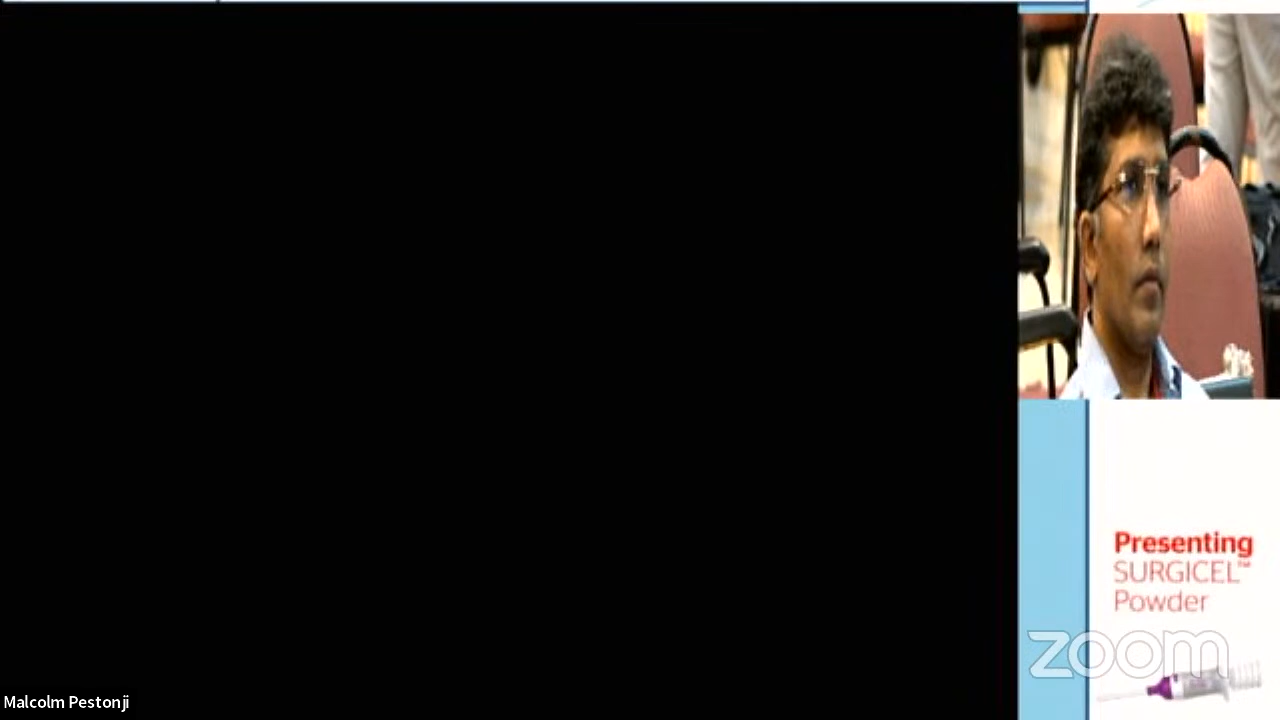 Presenting
SURGICEL™
Powder
zoom
Malcolm Pestonji